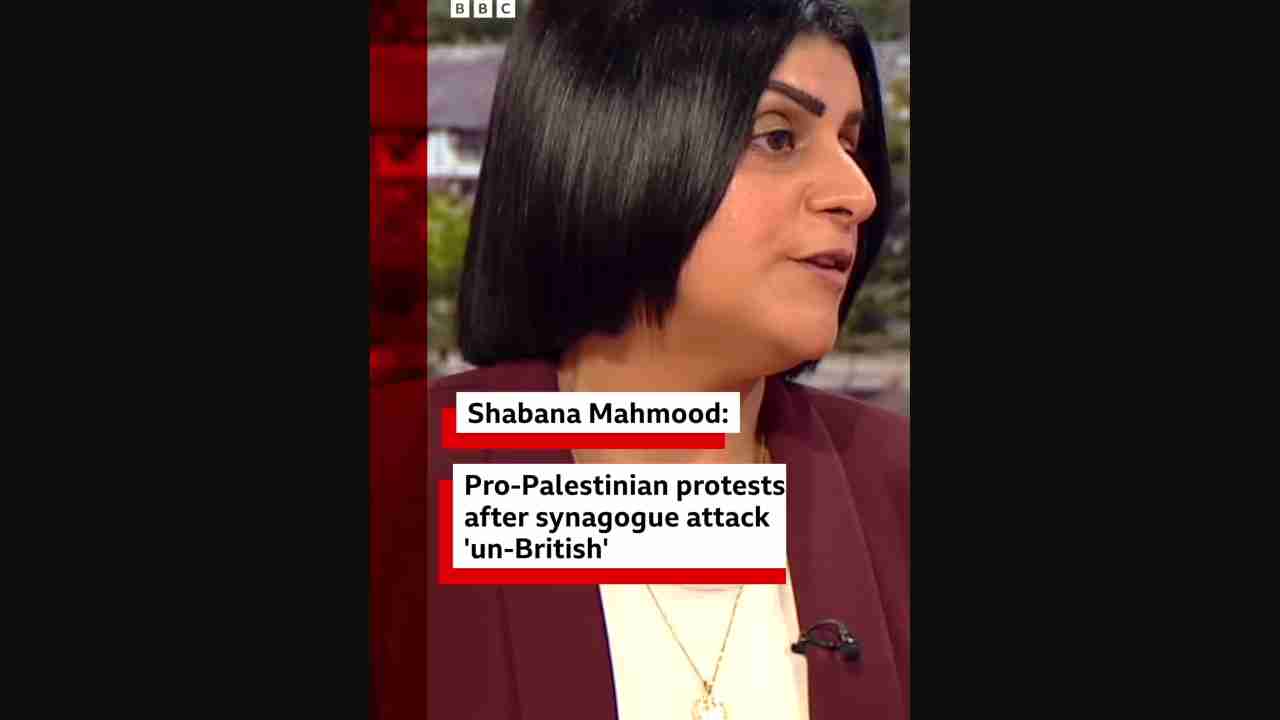 BBC
Shabana Mahmood:
Pro-Palestinian protests
after synagogue attack
'un-British'